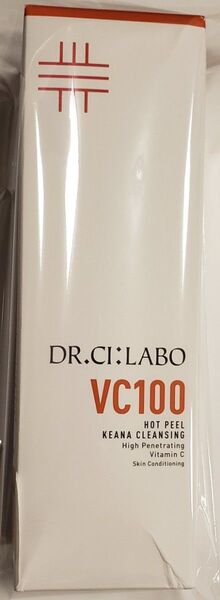 DR.CI:LABO
VC100
HOT PEEL
KEANA CLEANSING
High Penetrating
Vitamin C
Skin Conditioning